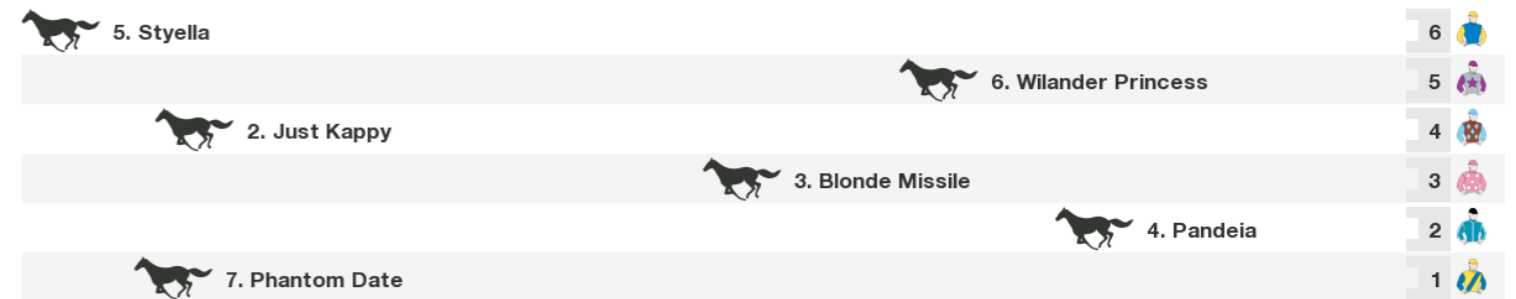 5. Styella 6
6. Wilander Princess 5
2. Just Kappy 4
3. Blonde Missile 3
4. Pandeia 2
7. Phantom Date 1